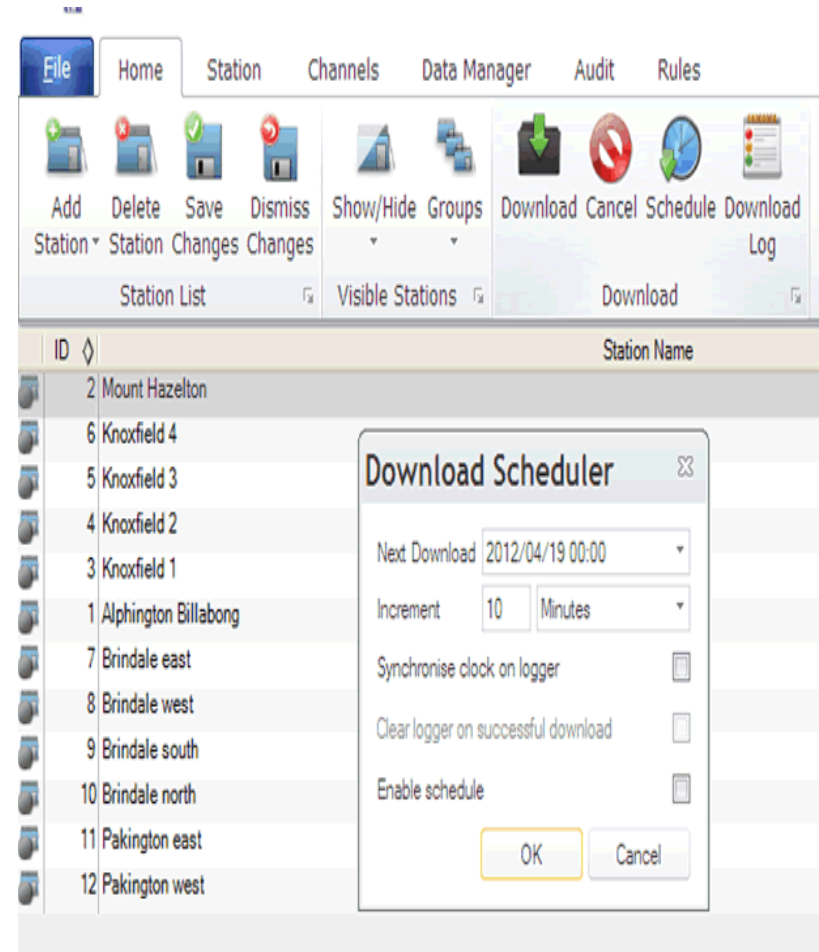 File Home Station Channels Data Manager Audit Rules
Add Station Delete Station Save Changes Dismiss Changes Show/Hide Groups Download Cancel Schedule Download Log
Station List Visible Stations Download
ID Station Name
2 Mount Hazelton
6 Knoxfield 4
5 Knoxfield 3
4 Knoxfield 2
3 Knoxfield 1
1 Alphington Billabong
7 Brindale east
8 Brindale west
9 Brindale south
10 Brindale north
11 Pakington east
12 Pakington west
Download Scheduler
Next Download 2012/04/19 00:00
Increment 10 Minutes
Synchronise clock on logger
Clear logger on successful download
Enable schedule
OK Cancel